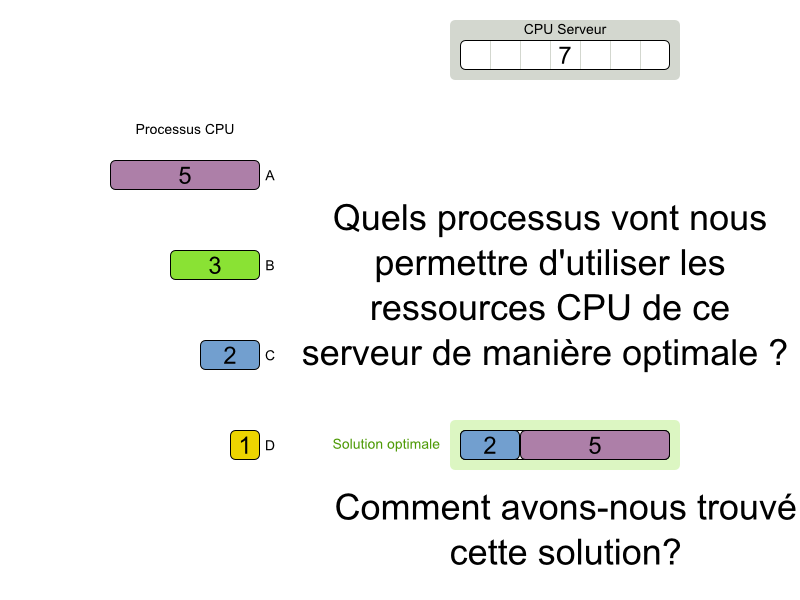 CPU Serveur
7
Processus CPU
5 A
3 B
2 C
1 D
Quels processus vont nous
permettre d'utiliser les
ressources CPU de ce
serveur de manière optimale ?
Solution optimale 2 5
Comment avons-nous trouvé
cette solution?